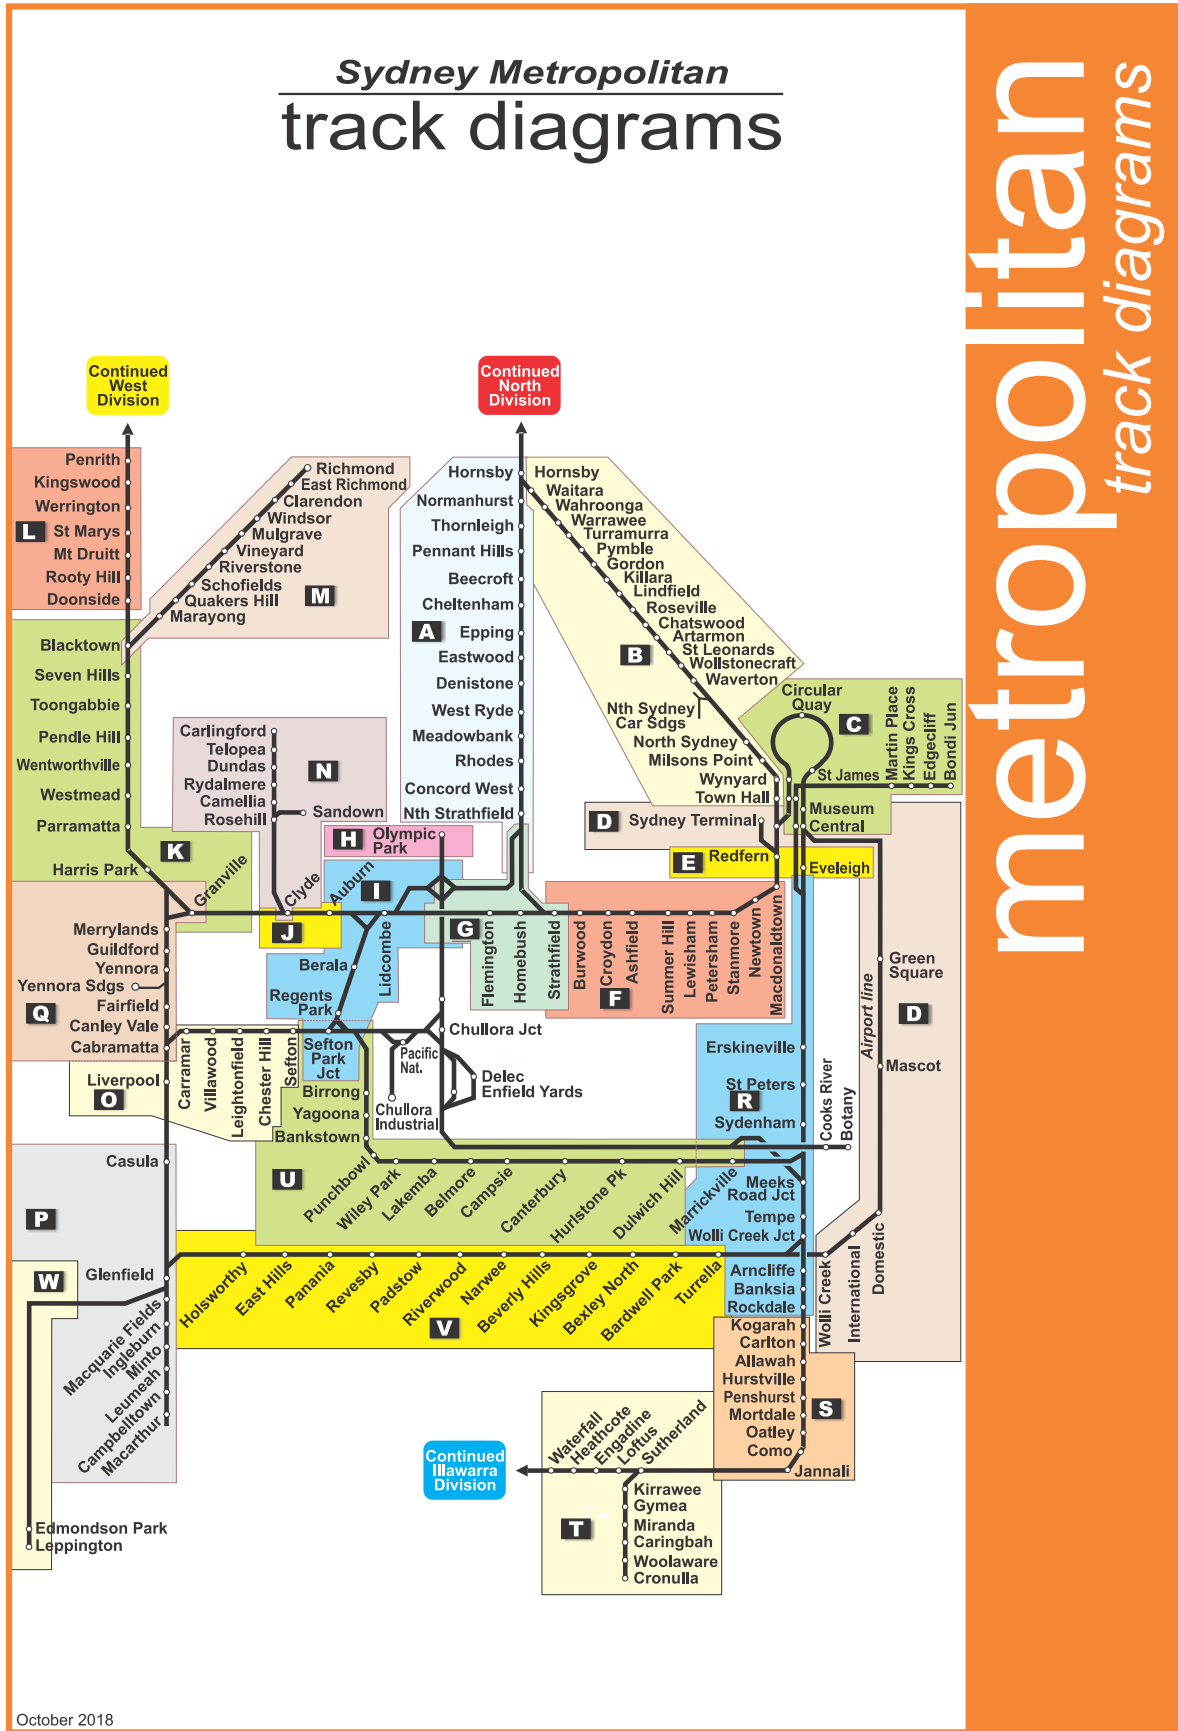 Sydney Metropolitan
track diagrams
metropolitan
track diagrams
Continued
West
Division
Continued
North
Division
Penrith
Kingswood
Werrington
L
St Marys
Mt Druitt
Rooty Hill
Doonside
Richmond
East Richmond
Clarendon
Windsor
Mulgrave
Vineyard
Riverstone
Schofields
Quakers Hill
Marayong
M
Hornsby
Normanhurst
Thornleigh
Pennant Hills
Beecroft
Cheltenham
A
Epping
Eastwood
Denistone
West Ryde
Meadowbank
Rhodes
Concord West
Nth Strathfield
Hornsby
Waitara
Wahroonga
Warrawee
Turramurra
Pymble
Gordon
Killara
Lindfield
Roseville
Chatswood
Artarmon
St Leonards
Wollstonecraft
Waverton
B
Nth Sydney
Car Sdgs
North Sydney
Milsons Point
Wynyard
Town Hall
Circular
Quay
C
St James
Martin Place
Kings Cross
Edgecliff
Bondi Jun
Museum
Central
Blacktown
Seven Hills
Toongabbie
Pendle Hill
Wentworthville
Westmead
Parramatta
Harris Park
K
Granville
Carlingford
Telopea
Dundas
Rydalmere
Camellia
Rosehill
Sandown
N
Clyde
H
Olympic
Park
D
Sydney Terminal
E
Redfern
Eveleigh
Auburn
I
J
Lidcombe
Berala
Regents
Park
Sefton
Park
Jct
G
Flemington
Homebush
Strathfield
Burwood
Croydon
Ashfield
F
Summer Hill
Lewisham
Petersham
Stanmore
Newtown
Macdonaldtown
Merrylands
Guildford
Yennora
Yennora Sdgs
Q
Fairfield
Canley Vale
Cabramatta
Liverpool
O
Carramar
Villawood
Leightonfield
Chester Hill
Sefton
Chullora Jct
Pacific
Nat.
Delec
Enfield Yards
Chullora
Industrial
Green
Square
D
Airport line
Mascot
Erskineville
St Peters
R
Sydenham
Cooks River
Botany
Birrong
Yagoona
Bankstown
U
Punchbowl
Wiley Park
Lakemba
Belmore
Campsie
Canterbury
Hurlstone Pk
Dulwich Hill
Marrickville
Meeks
Road Jct
Tempe
Wolli Creek Jct
Arncliffe
Banksia
Rockdale
Wolli Creek
International
Domestic
Casula
P
W
Glenfield
Macquarie Fields
Ingleburn
Minto
Leumeah
Campbelltown
Macarthur
Holsworthy
East Hills
Panania
Revesby
Padstow
Riverwood
Narwee
Beverly Hills
Kingsgrove
Bexley North
Bardwell Park
Turrella
V
Kogarah
Carlton
Allawah
Hurstville
Penshurst
Mortdale
Oatley
Como
Jannali
S
Continued
Illawarra
Division
Waterfall
Heathcote
Engadine
Loftus
Sutherland
T
Kirrawee
Gymea
Miranda
Caringbah
Woolaware
Cronulla
Edmondson Park
Leppington
October 2018